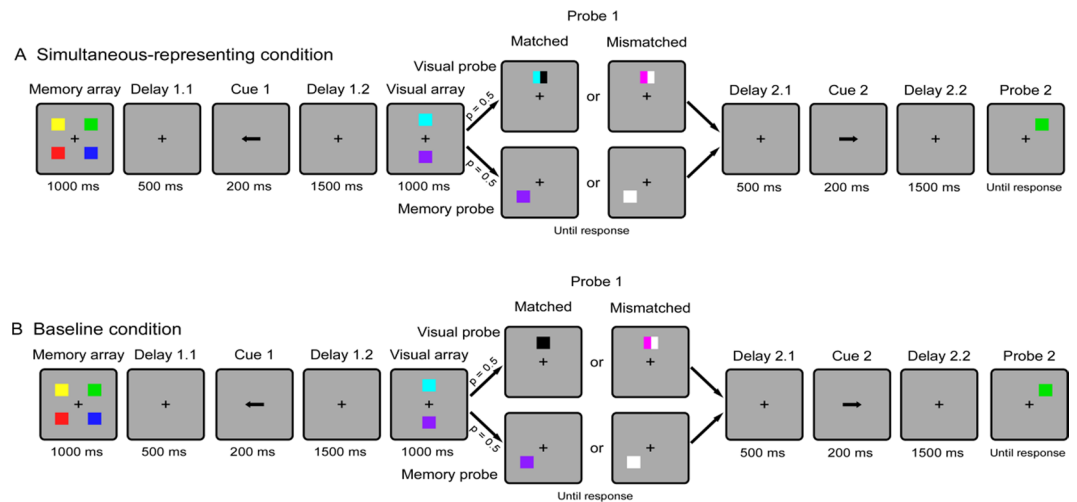 Probe 1
A Simultaneous-representing condition
Matched
Mismatched
Visual probe
Memory array
Delay 1.1
Cue 1
Delay 1.2
Visual array
p = 0.5
or
Delay 2.1
Cue 2
Delay 2.2
Probe 2
1000 ms
500 ms
200 ms
1500 ms
1000 ms
p = 0.5
or
500 ms
200 ms
1500 ms
Until response
Memory probe
Until response
Probe 1
B Baseline condition
Matched
Mismatched
Visual probe
Memory array
Delay 1.1
Cue 1
Delay 1.2
Visual array
p = 0.5
or
Delay 2.1
Cue 2
Delay 2.2
Probe 2
1000 ms
500 ms
200 ms
1500 ms
1000 ms
p = 0.5
or
500 ms
200 ms
1500 ms
Until response
Memory probe
Until response